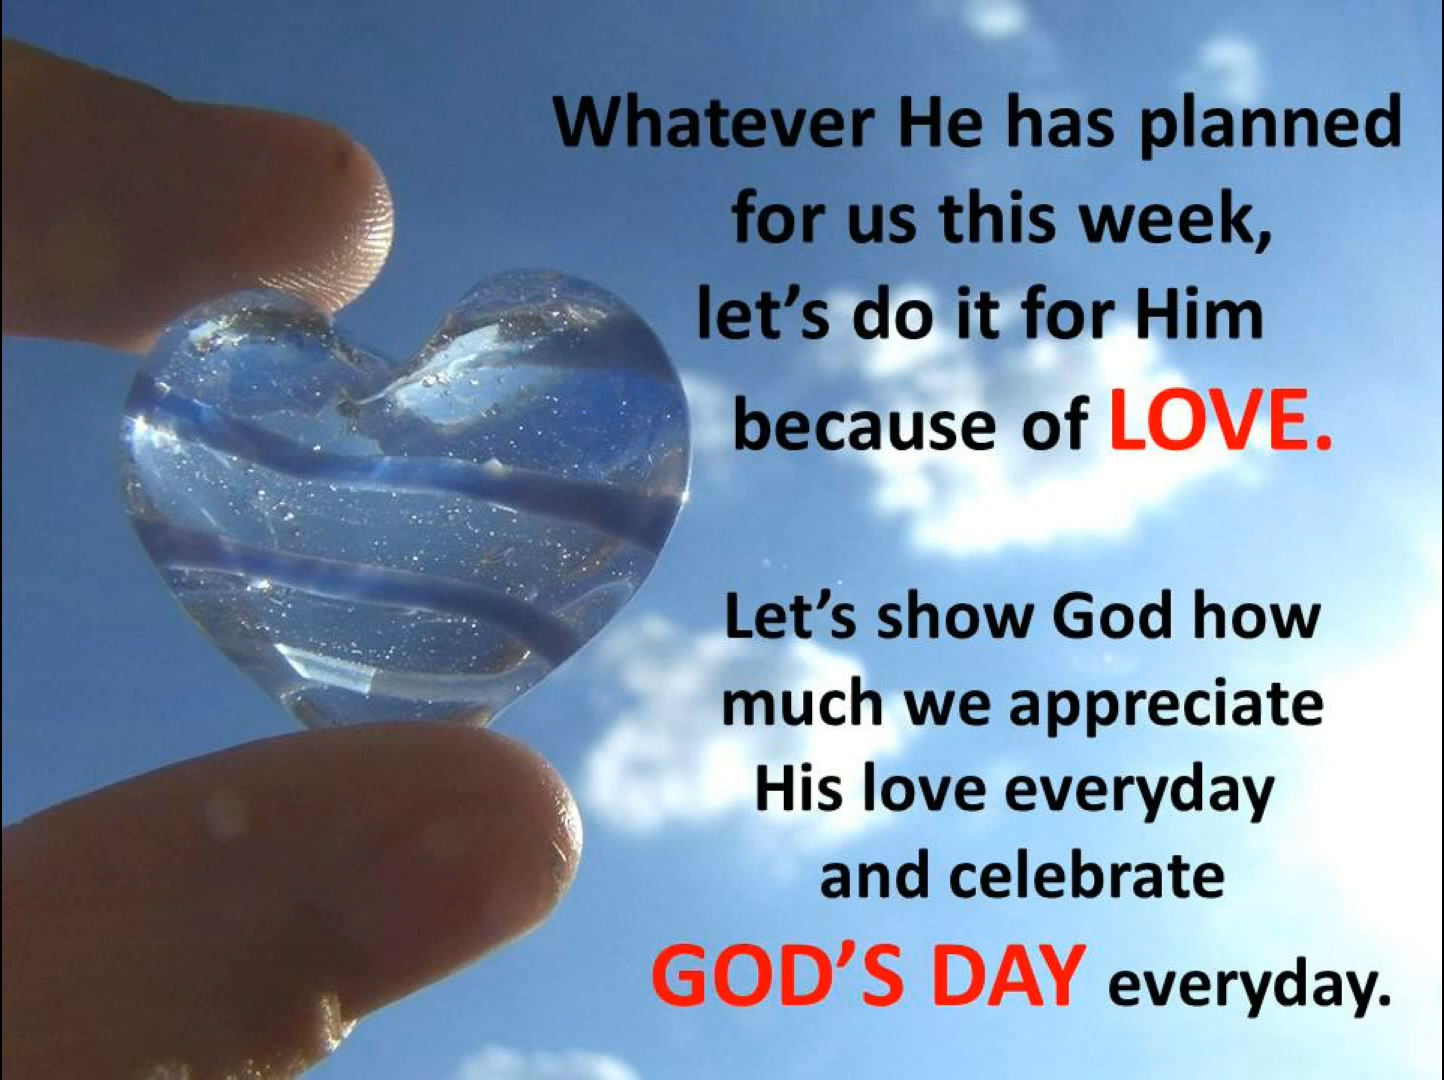 Whatever He has planned
for us this week,
let’s do it for Him
because of LOVE.
Let’s show God how
much we appreciate
His love everyday
and celebrate
GOD’S DAY everyday.